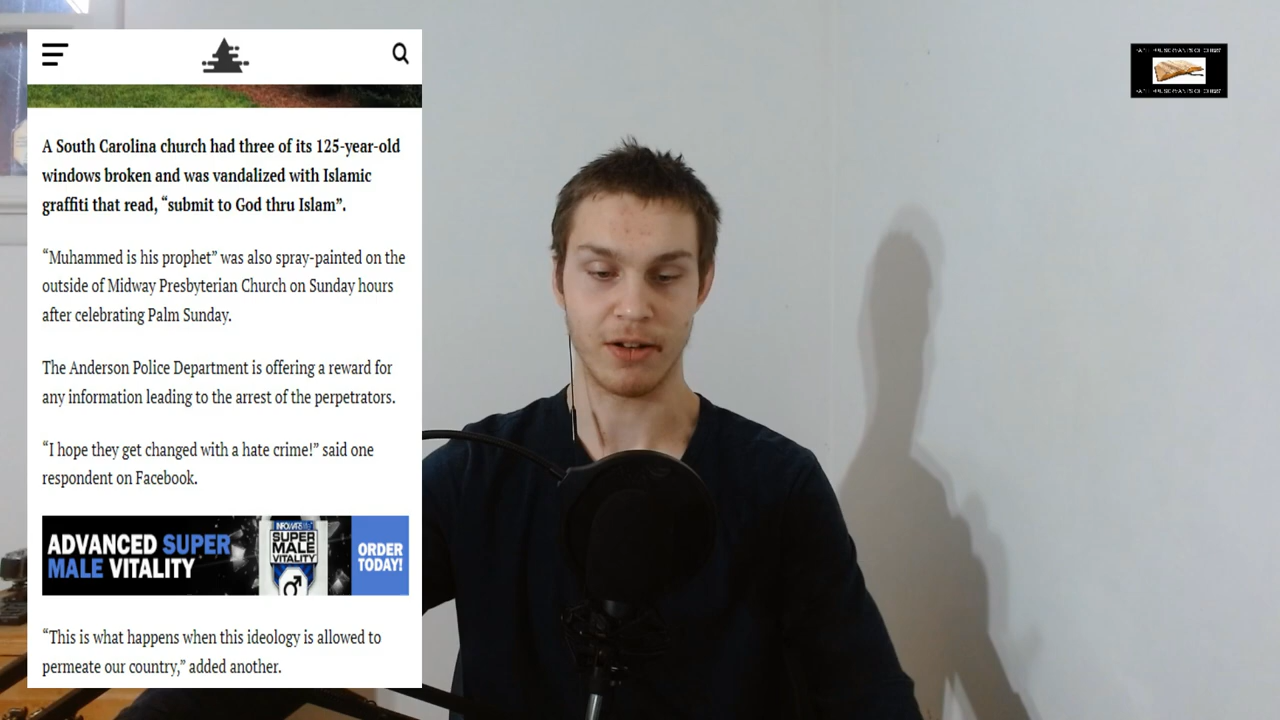 A South Carolina church had three of its 125-year-old
windows broken and was vandalized with Islamic
graffiti that read, “submit to God thru Islam”.
“Muhammed is his prophet” was also spray-painted on the
outside of Midway Presbyterian Church on Sunday hours
after celebrating Palm Sunday.
The Anderson Police Department is offering a reward for
any information leading to the arrest of the perpetrators.
“I hope they get changed with a hate crime!” said one
respondent on Facebook.
ADVANCED SUPER
MALE VITALITY
INFOWARS
SUPER
MALE
VITALITY
ORDER
TODAY!
“This is what happens when this ideology is allowed to
permeate our country,” added another.